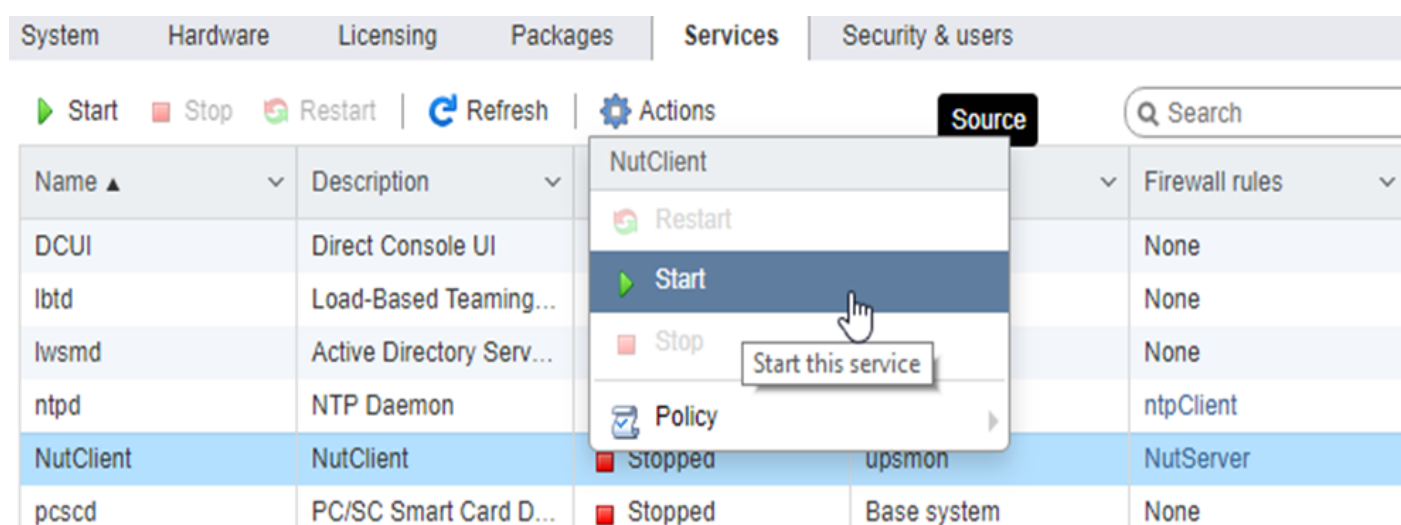 System Hardware Licensing Packages Services Security & users
Start Stop Restart Refresh Actions Source Search
Name Description NutClient Firewall rules
Restart
DCUI Direct Console UI None
Start
lbtd Load-Based Teaming... None
lwsmd Active Directory Serv... Stop None
Start this service
ntpd NTP Daemon Policy ntpClient
NutClient NutClient Stopped upsmon NutServer
pcscd PC/SC Smart Card D... Stopped Base system None